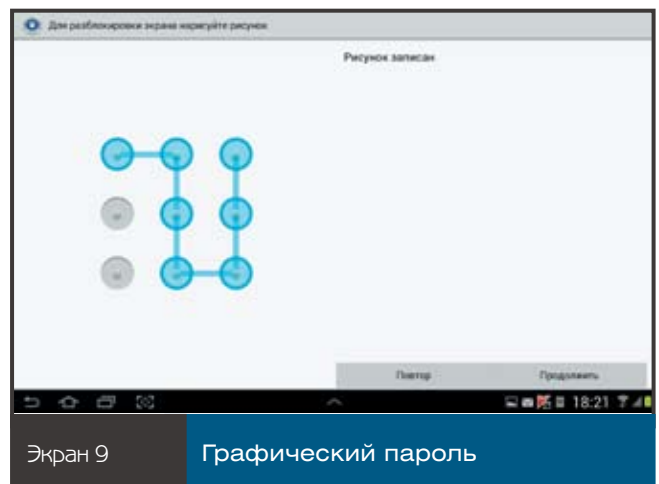 Для разблокировки экрана нарисуйте рисунок
Рисунок записан
Повтор
Продолжить
18:21
Экран 9
Графический пароль